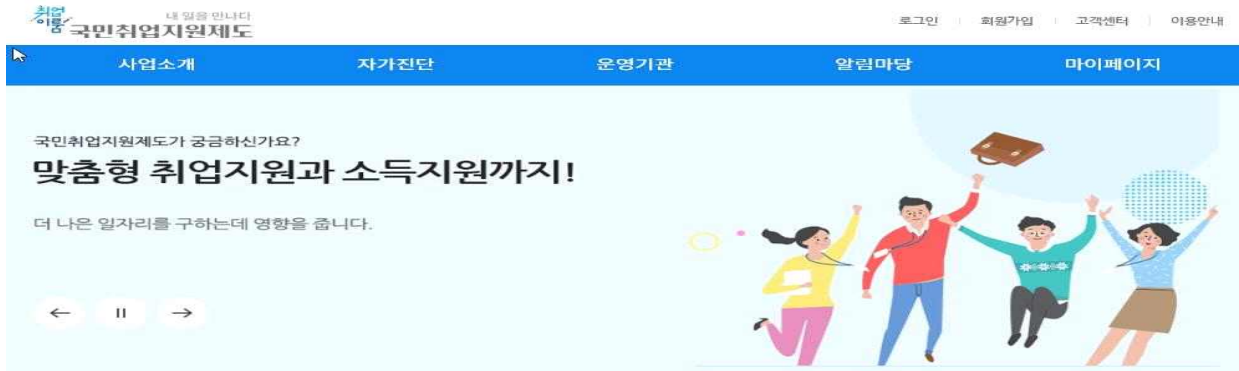 취업이룸
내 일을 만나다
국민취업지원제도
로그인 회원가입 고객센터 이용안내
사업소개 자가진단 운영기관 알림마당 마이페이지
국민취업지원제도가 궁금하신가요?
맞춤형 취업지원과 소득지원까지!
더 나은 일자리를 구하는데 영향을 줍니다.